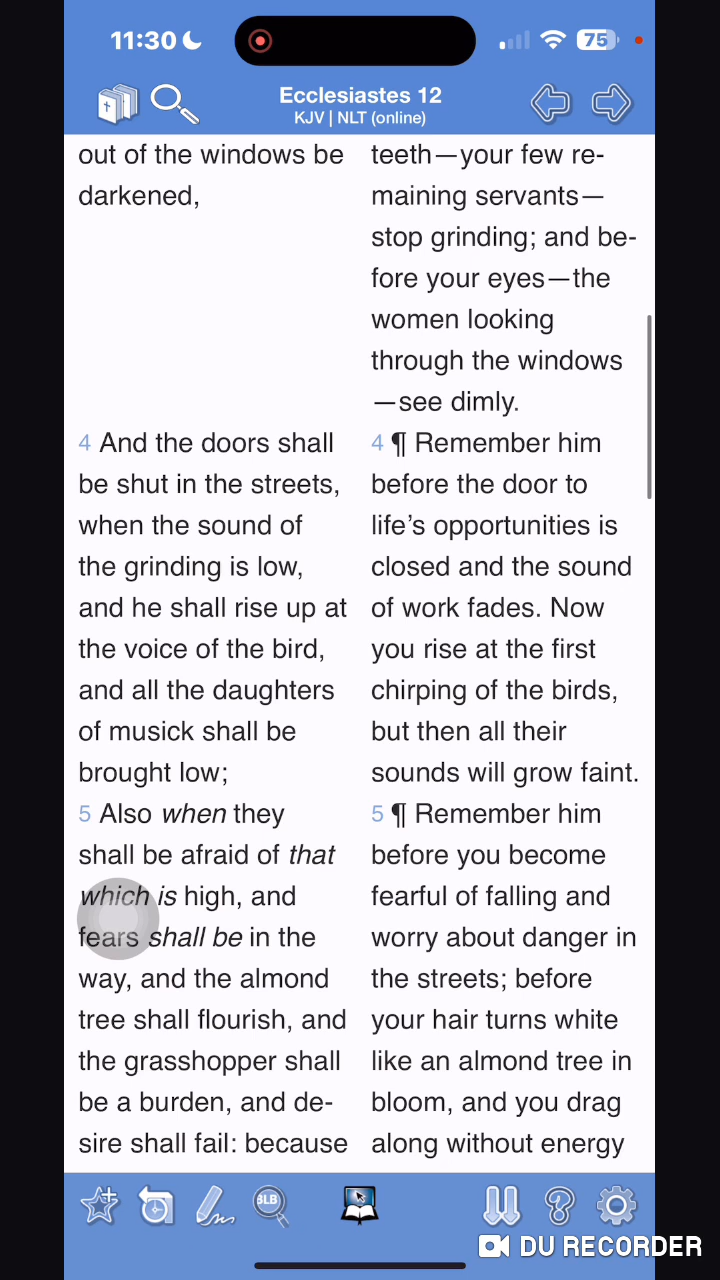 11:30
75
Ecclesiastes 12
KJV | NLT (online)
out of the windows be
darkened,
4 And the doors shall
be shut in the streets,
when the sound of
the grinding is low,
and he shall rise up at
the voice of the bird,
and all the daughters
of musick shall be
brought low;
5 Also when they
shall be afraid of that
which is high, and
fears shall be in the
way, and the almond
tree shall flourish, and
the grasshopper shall
be a burden, and de-
sire shall fail: because
teeth—your few re-
maining servants—
stop grinding; and be-
fore your eyes—the
women looking
through the windows
—see dimly.
4 ¶ Remember him
before the door to
life’s opportunities is
closed and the sound
of work fades. Now
you rise at the first
chirping of the birds,
but then all their
sounds will grow faint.
5 ¶ Remember him
before you become
fearful of falling and
worry about danger in
the streets; before
your hair turns white
like an almond tree in
bloom, and you drag
along without energy
BLB
DU RECORDER